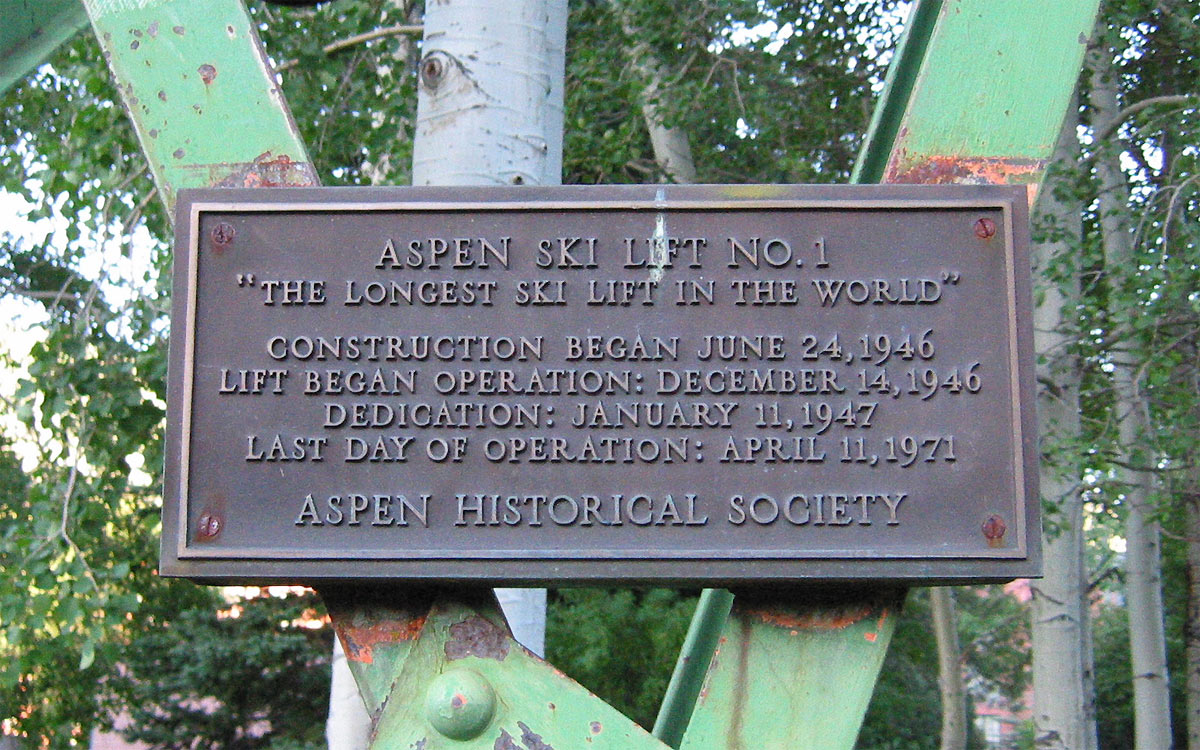 ASPEN SKI LIFT NO. 1
"THE LONGEST SKI LIFT IN THE WORLD"
CONSTRUCTION BEGAN JUNE 24, 1946
LIFT BEGAN OPERATION: DECEMBER 14, 1946
DEDICATION: JANUARY 11, 1947
LAST DAY OF OPERATION: APRIL 11, 1971
ASPEN HISTORICAL SOCIETY